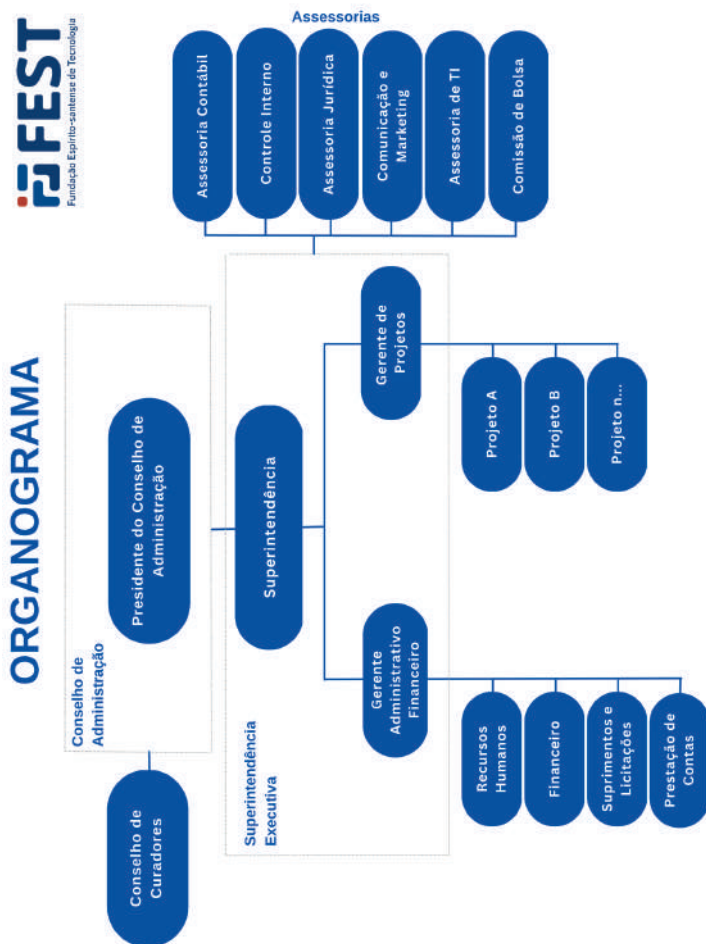 FEST
Fundação Espírito-santense de Tecnologia
ORGANOGRAMA
Conselho de
Administração
Presidente do Conselho de
Administração
Conselho de
Curadores
Superintendência
Executiva
Superintendência
Gerente
Administrativo
Financeiro
Gerente de
Projetos
Recursos
Humanos
Financeiro
Suprimentos e
Licitações
Prestação de
Contas
Projeto A
Projeto B
Projeto n...
Assessorias
Assessoria Contábil
Controle Interno
Assessoria Jurídica
Comunicação e
Marketing
Assessoria de TI
Comissão de Bolsa